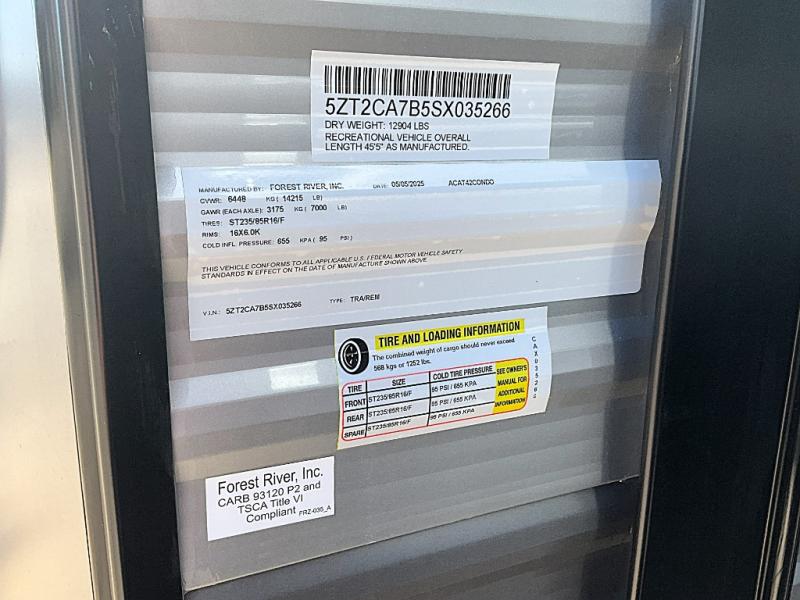 5ZT2CA7B5SX035266
DRY WEIGHT: 12904 LBS
RECREATIONAL VEHICLE OVERALL
LENGTH 45'5" AS MANUFACTURED.
MANUFACTURED BY: FOREST RIVER, INC. DATE: 05/05/2025 ACAT42CONDO
GVWR: 6448 KG ( 14215 LB)
GAWR (EACH AXLE): 3175 KG ( 7000 LB)
TIRES: ST235/85R16/F
RIMS: 16X6.0K
COLD INFL. PRESSURE: 655 KPA ( 95 PSI )
THIS VEHICLE CONFORMS TO ALL APPLICABLE U.S. FEDERAL MOTOR VEHICLE SAFETY
STANDARDS IN EFFECT ON THE DATE OF MANUFACTURE SHOWN ABOVE.
V.I.N.: 5ZT2CA7B5SX035266 TYPE: TRA/REM
TIRE AND LOADING INFORMATION
The combined weight of cargo should never exceed
568 kgs or 1252 lbs.
TIRE SIZE COLD TIRE PRESSURE
FRONT ST235/85R16/F 95 PSI / 655 KPA
REAR ST235/85R16/F 95 PSI / 655 KPA
SPARE ST235/85R16/F 95 PSI / 655 KPA
SEE OWNER'S
MANUAL FOR
ADDITIONAL
INFORMATION
CAX035266
Forest River, Inc.
CARB 93120 P2 and
TSCA Title VI
Compliant FRZ-035_A